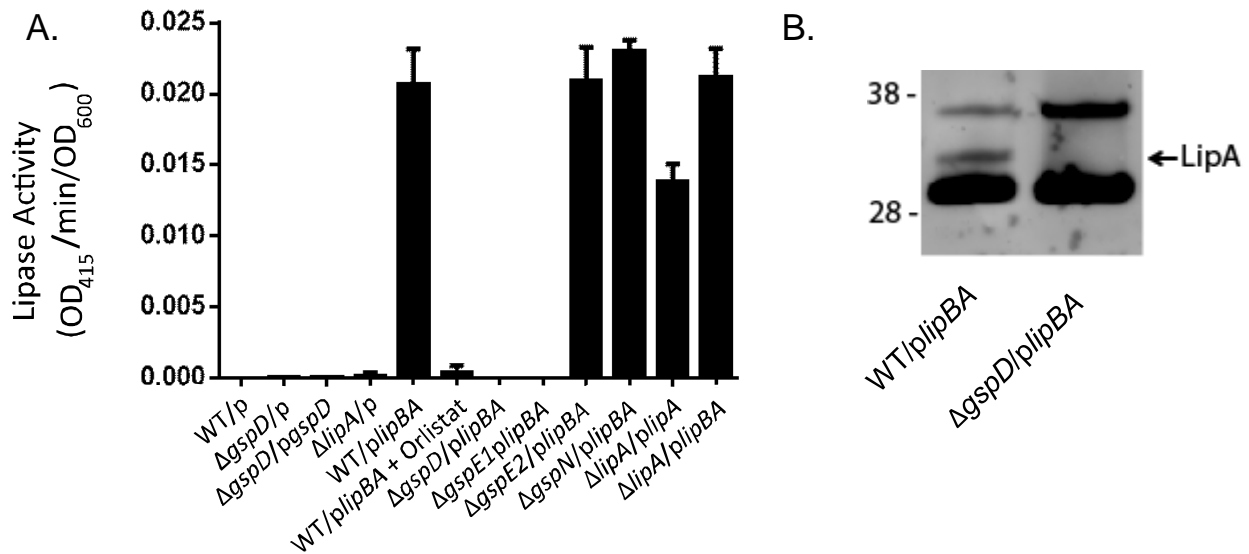 A.
Lipase Activity
(OD415/min/OD600)
0.025
0.020
0.015
0.010
0.005
0.000
WT/p
ΔgspD/p
ΔgspD/pgspD
ΔlipA/p
WT/plipBA
WT/plipBA + Orlistat
ΔgspD/plipBA
ΔgspE1plipBA
ΔgspE2/plipBA
ΔgspN/plipBA
ΔlipA/plipA
ΔlipA/plipBA
B.
38 -
←LipA
28 -
WT/plipBA
ΔgspD/plipBA